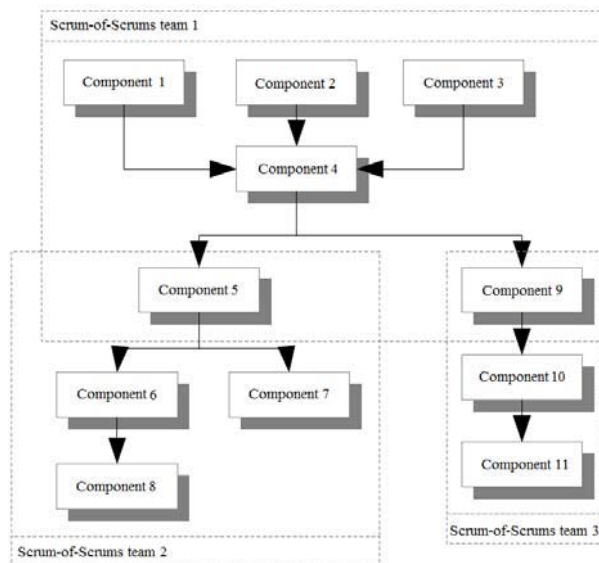 Scrum-of-Scrums team 1
Component 1
Component 2
Component 3
Component 4
Component 5
Component 9
Component 6
Component 7
Component 10
Component 8
Component 11
Scrum-of-Scrums team 3
Scrum-of-Scrums team 2